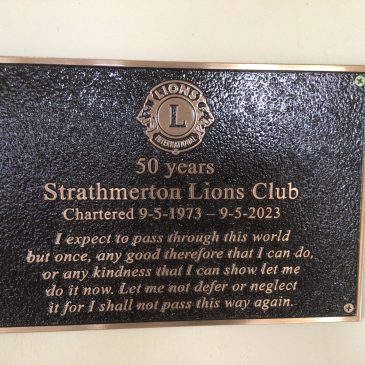 LIONS
L
INTERNATIONAL
50 years
Strathmerton Lions Club
Chartered 9-5-1973 – 9-5-2023
I expect to pass through this world
but once, any good therefore that I can do,
or any kindness that I can show let me
do it now. Let me not defer or neglect
it for I shall not pass this way again.